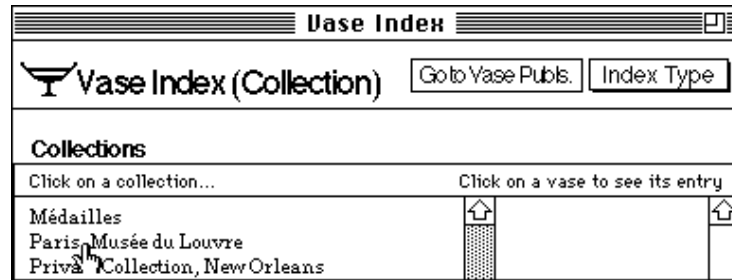 Vase Index
Vase Index (Collection)
Go to Vase Publs.
Index Type
Collections
Click on a collection...
Click on a vase to see its entry
Médailles
Paris, Musée du Louvre
Collection, New Orleans